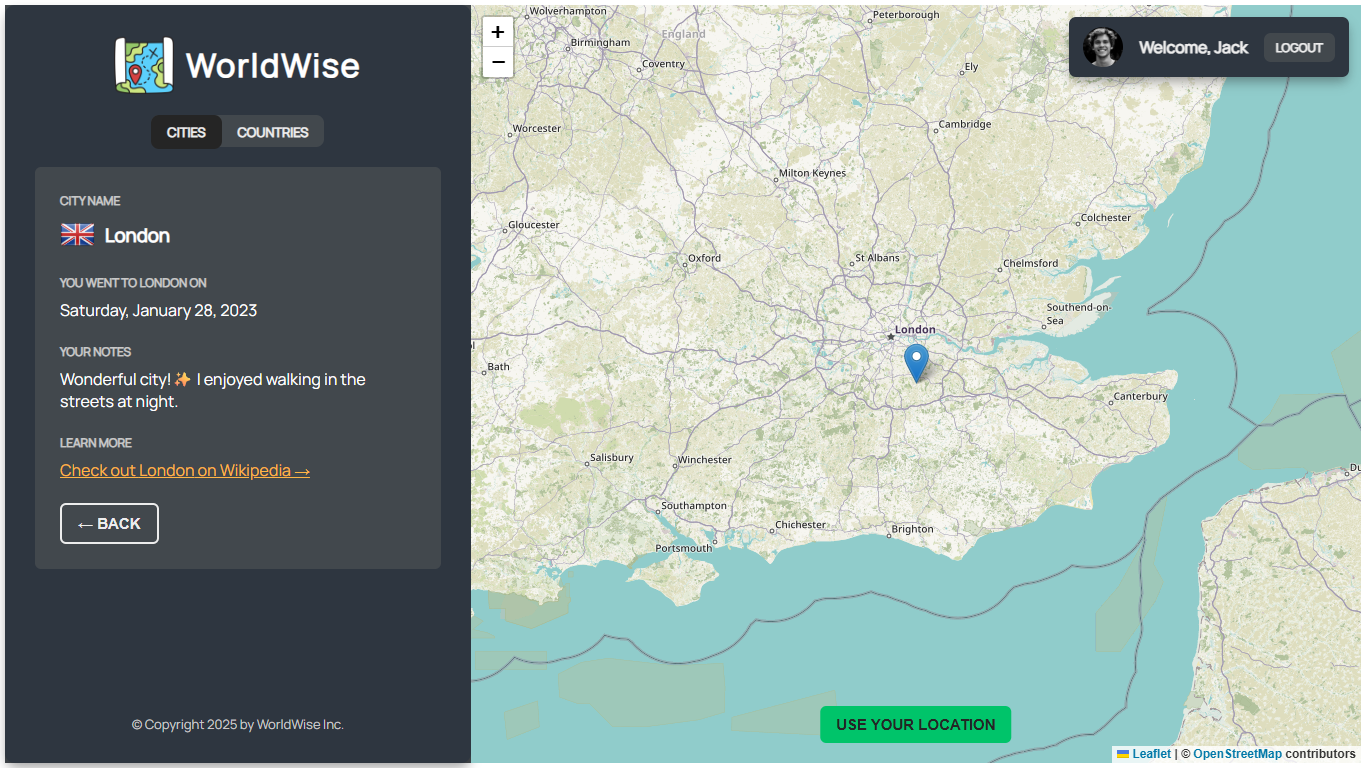 WorldWise
CITIES
COUNTRIES
CITY NAME
London
YOU WENT TO LONDON ON
Saturday, January 28, 2023
YOUR NOTES
Wonderful city! ✨ I enjoyed walking in the
streets at night.
LEARN MORE
Check out London on Wikipedia →
← BACK
© Copyright 2025 by WorldWise Inc.
+
−
Welcome, Jack
LOGOUT
Wolverhampton
Peterborough
England
Birmingham
Coventry
Ely
Worcester
Cambridge
Milton Keynes
Colchester
Gloucester
Oxford
St Albans
Chelmsford
Southend-on-
Sea
London
Bath
Canterbury
Salisbury
Winchester
Southampton
Chichester
Brighton
Portsmouth
USE YOUR LOCATION
Leaflet | © OpenStreetMap contributors